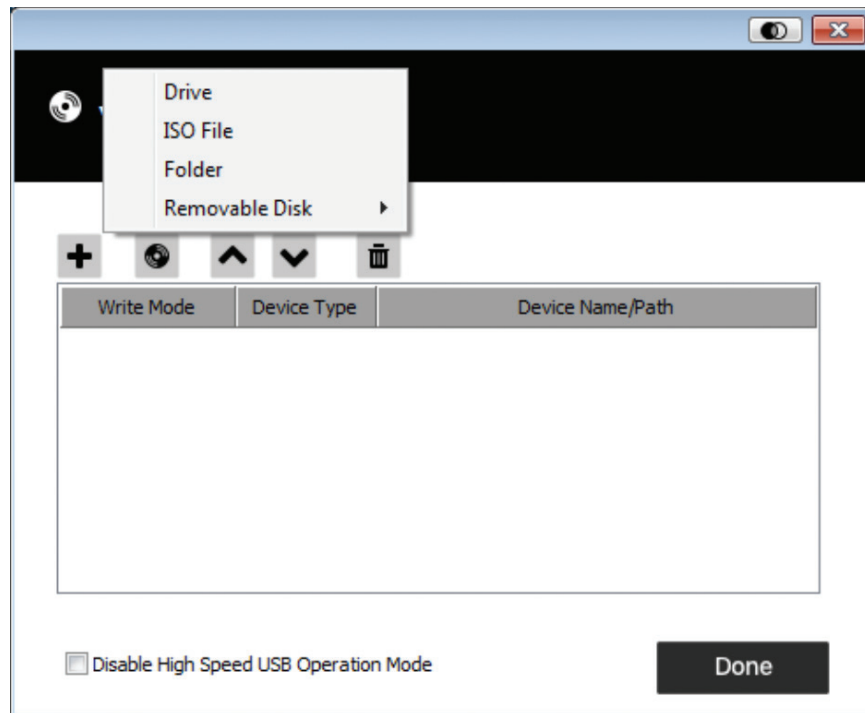 Drive
ISO File
Folder
Removable Disk
Write Mode Device Type Device Name/Path
Disable High Speed USB Operation Mode
Done